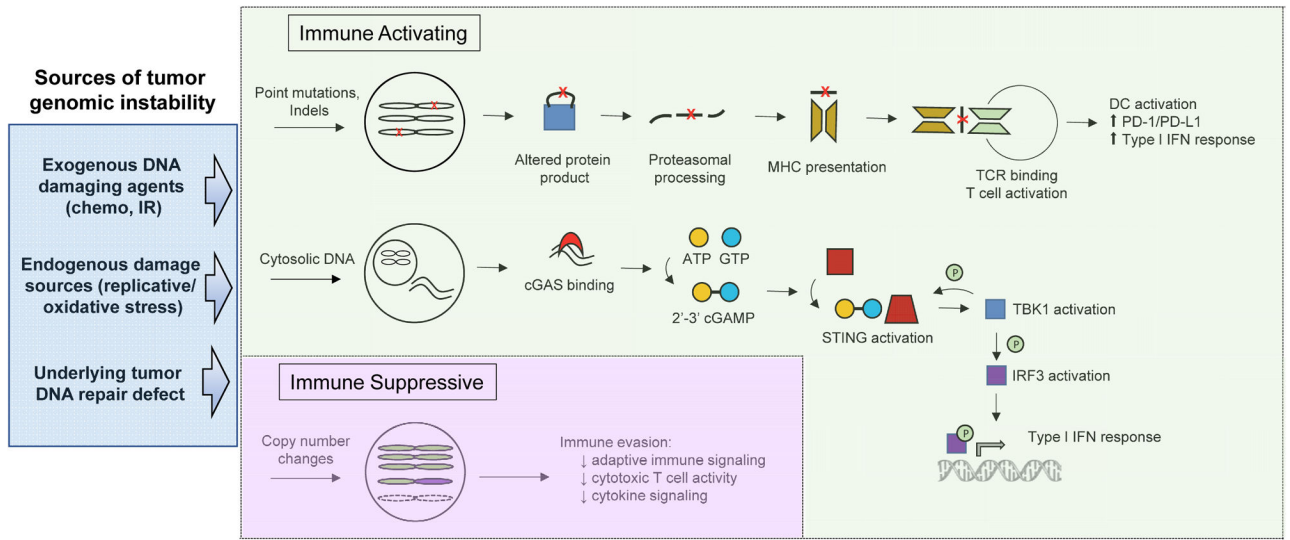 Sources of tumor
genomic instability
Exogenous DNA
damaging agents
(chemo, IR)
Endogenous damage
sources (replicative/
oxidative stress)
Underlying tumor
DNA repair defect
Immune Activating
Point mutations,
Indels
X
X
X
Altered protein
product
X
Proteasomal
processing
X
MHC presentation
X
TCR binding
T cell activation
DC activation
⬆ PD-1/PD-L1
⬆ Type I IFN response
Cytosolic DNA
cGAS binding
ATP GTP
2'-3' cGAMP
STING activation
P
TBK1 activation
P
IRF3 activation
P
Type I IFN response
Immune Suppressive
Copy number
changes
Immune evasion:
↓ adaptive immune signaling
↓ cytotoxic T cell activity
↓ cytokine signaling